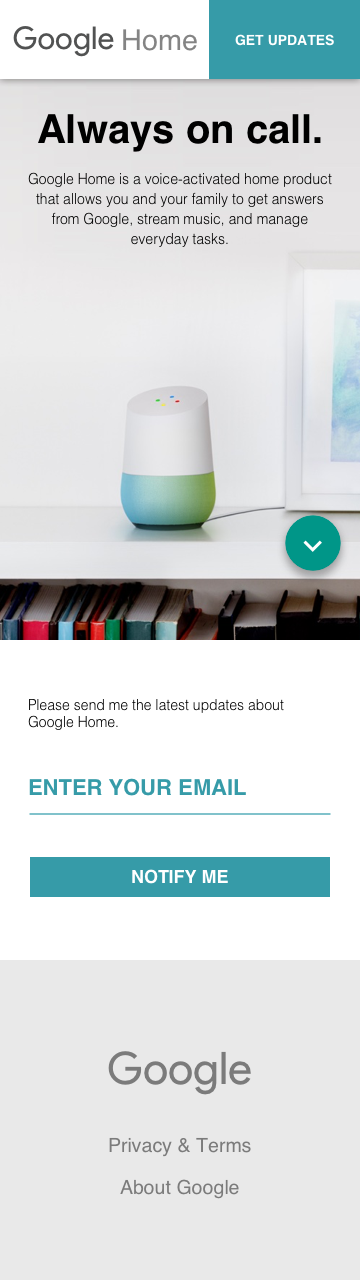 Google Home
GET UPDATES
Always on call.
Google Home is a voice-activated home product
that allows you and your family to get answers
from Google, stream music, and manage
everyday tasks.
Please send me the latest updates about
Google Home.
ENTER YOUR EMAIL
NOTIFY ME
Google
Privacy & Terms
About Google